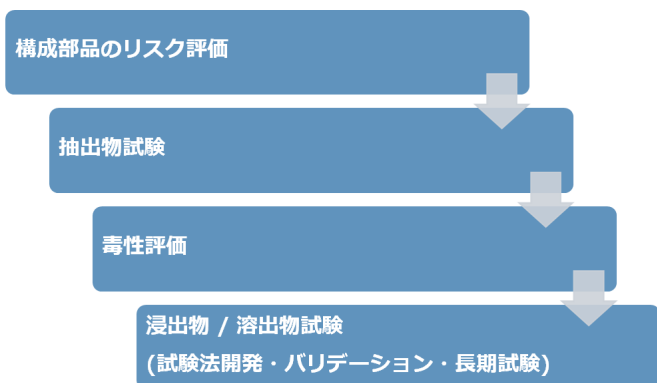 構成部品のリスク評価
抽出物試験
毒性評価
浸出物 / 溶出物試験
(試験法開発・バリデーション・長期試験)